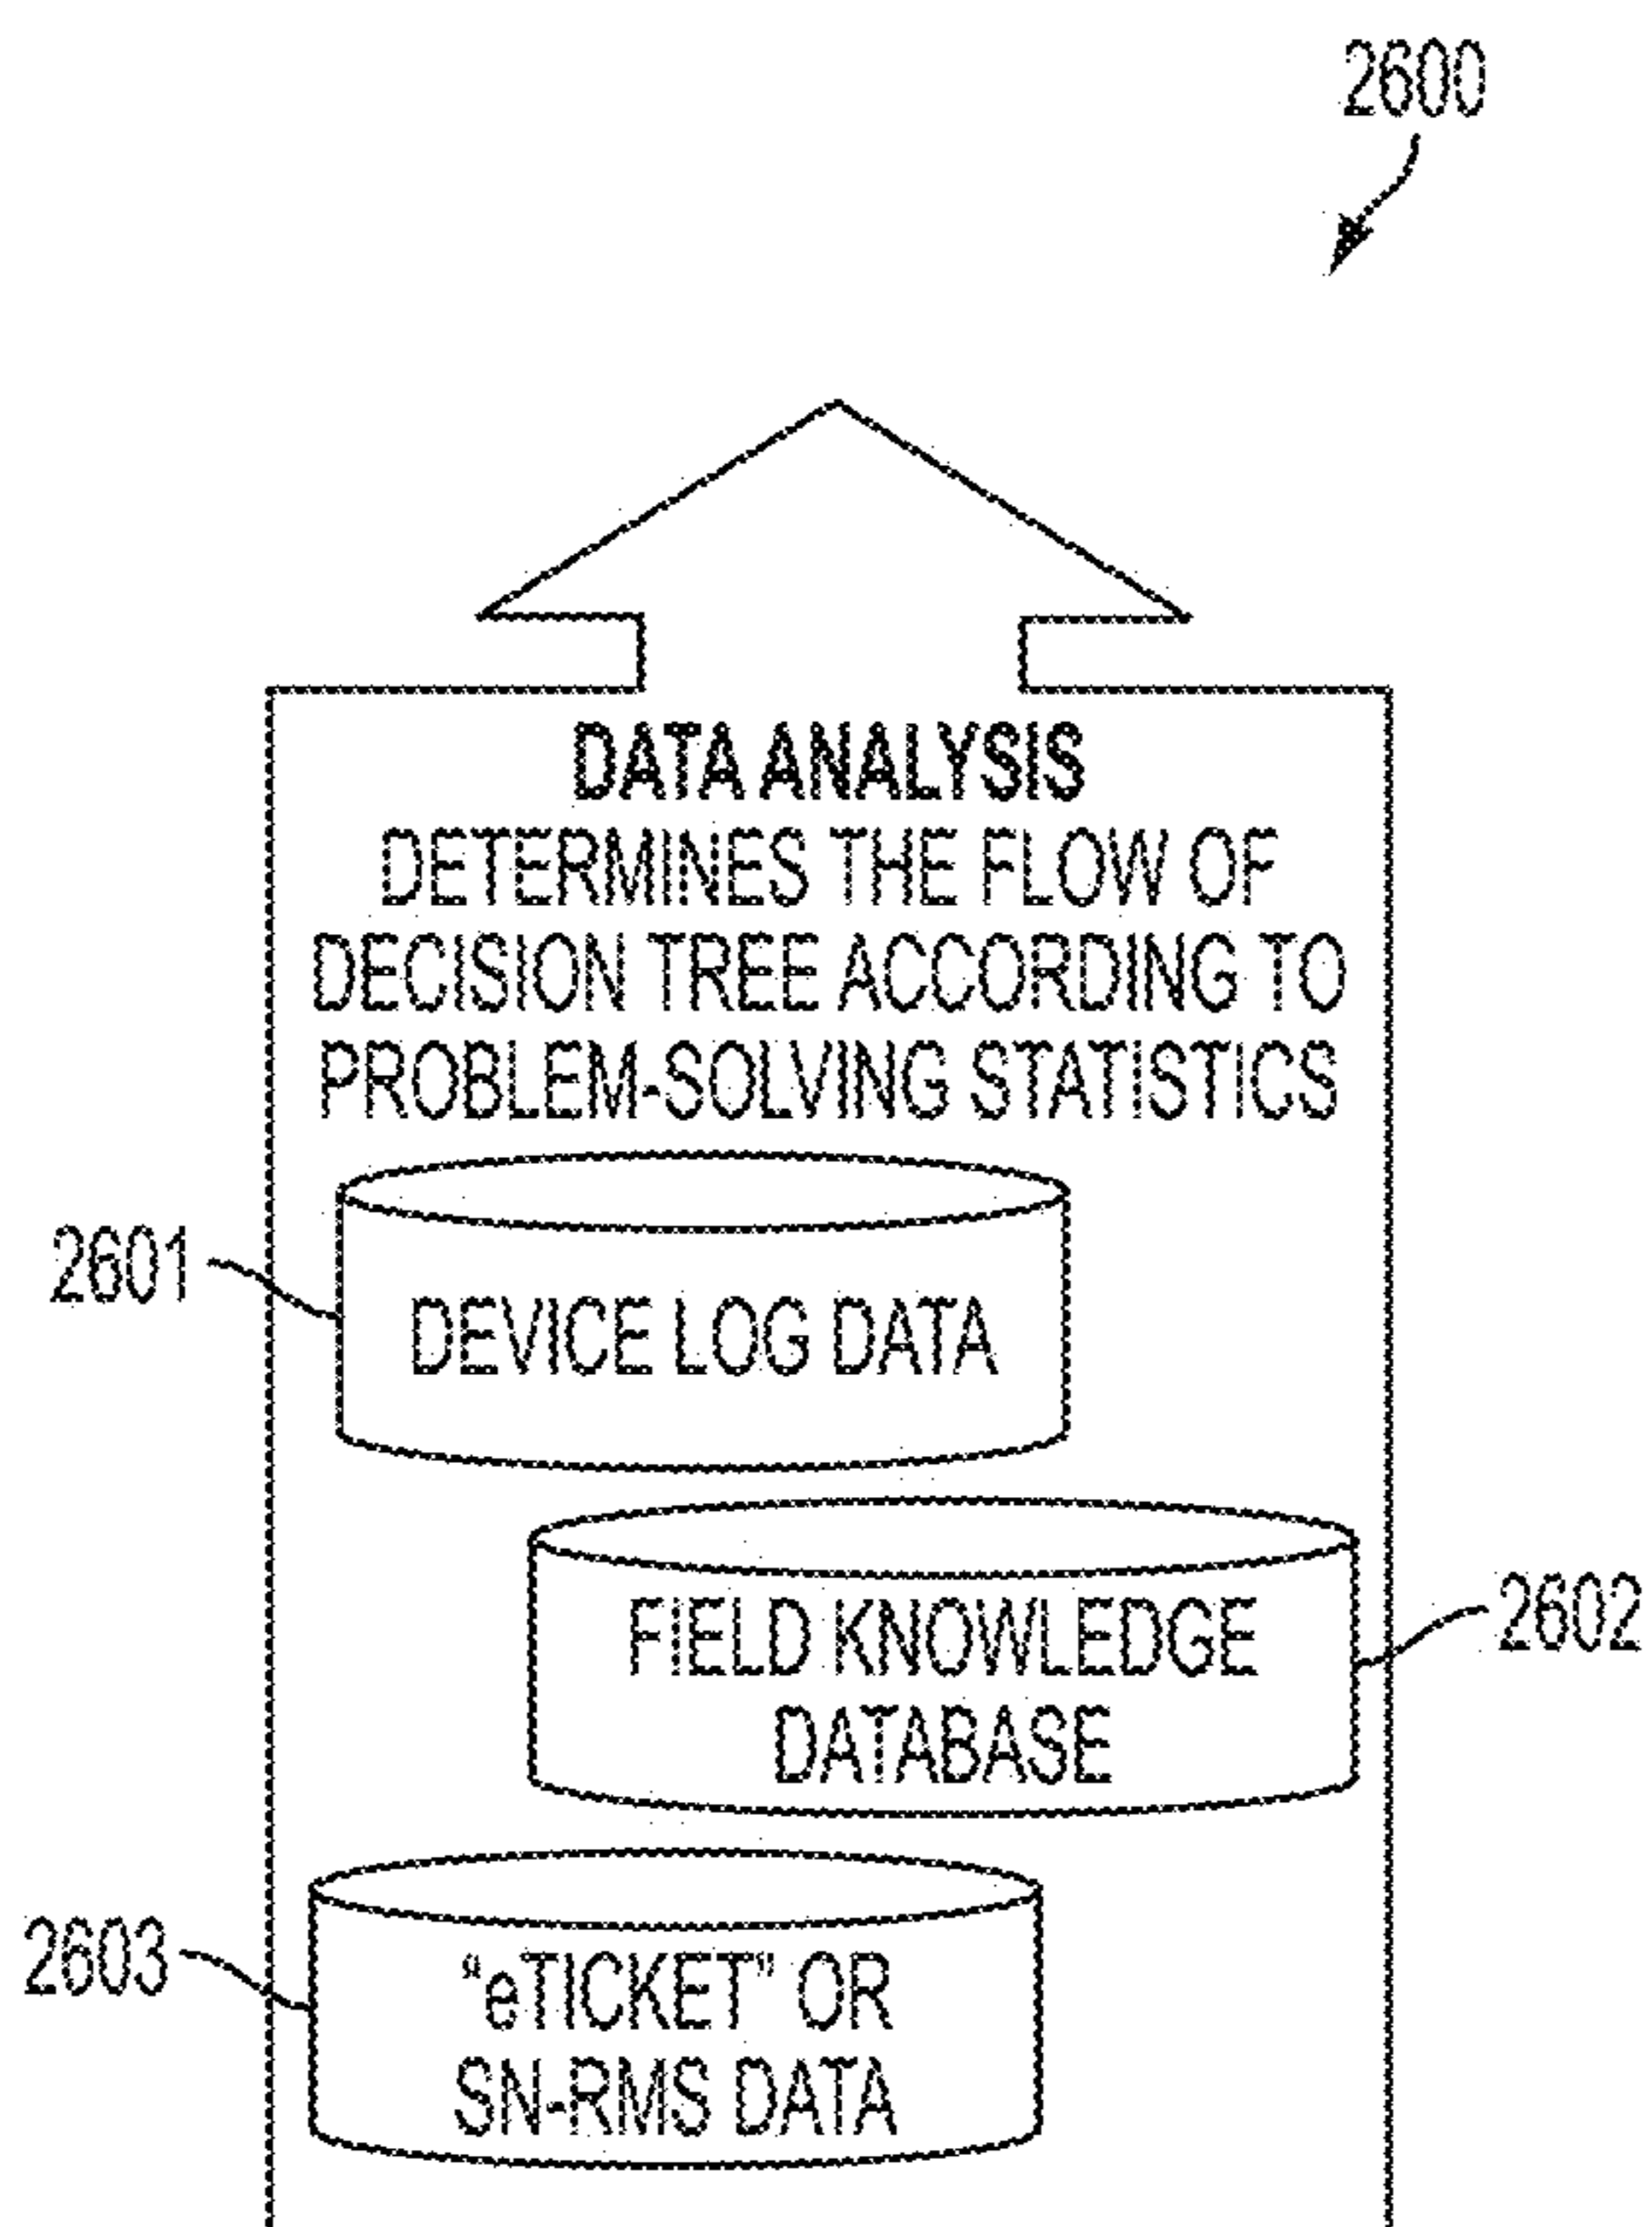 2600
DATA ANALYSIS
DETERMINES THE FLOW OF
DECISION TREE ACCORDING TO
PROBLEM-SOLVING STATISTICS
2601
DEVICE LOG DATA
FIELD KNOWLEDGE
DATABASE
2602
2603
“eTICKET” OR
SN-RMS DATA